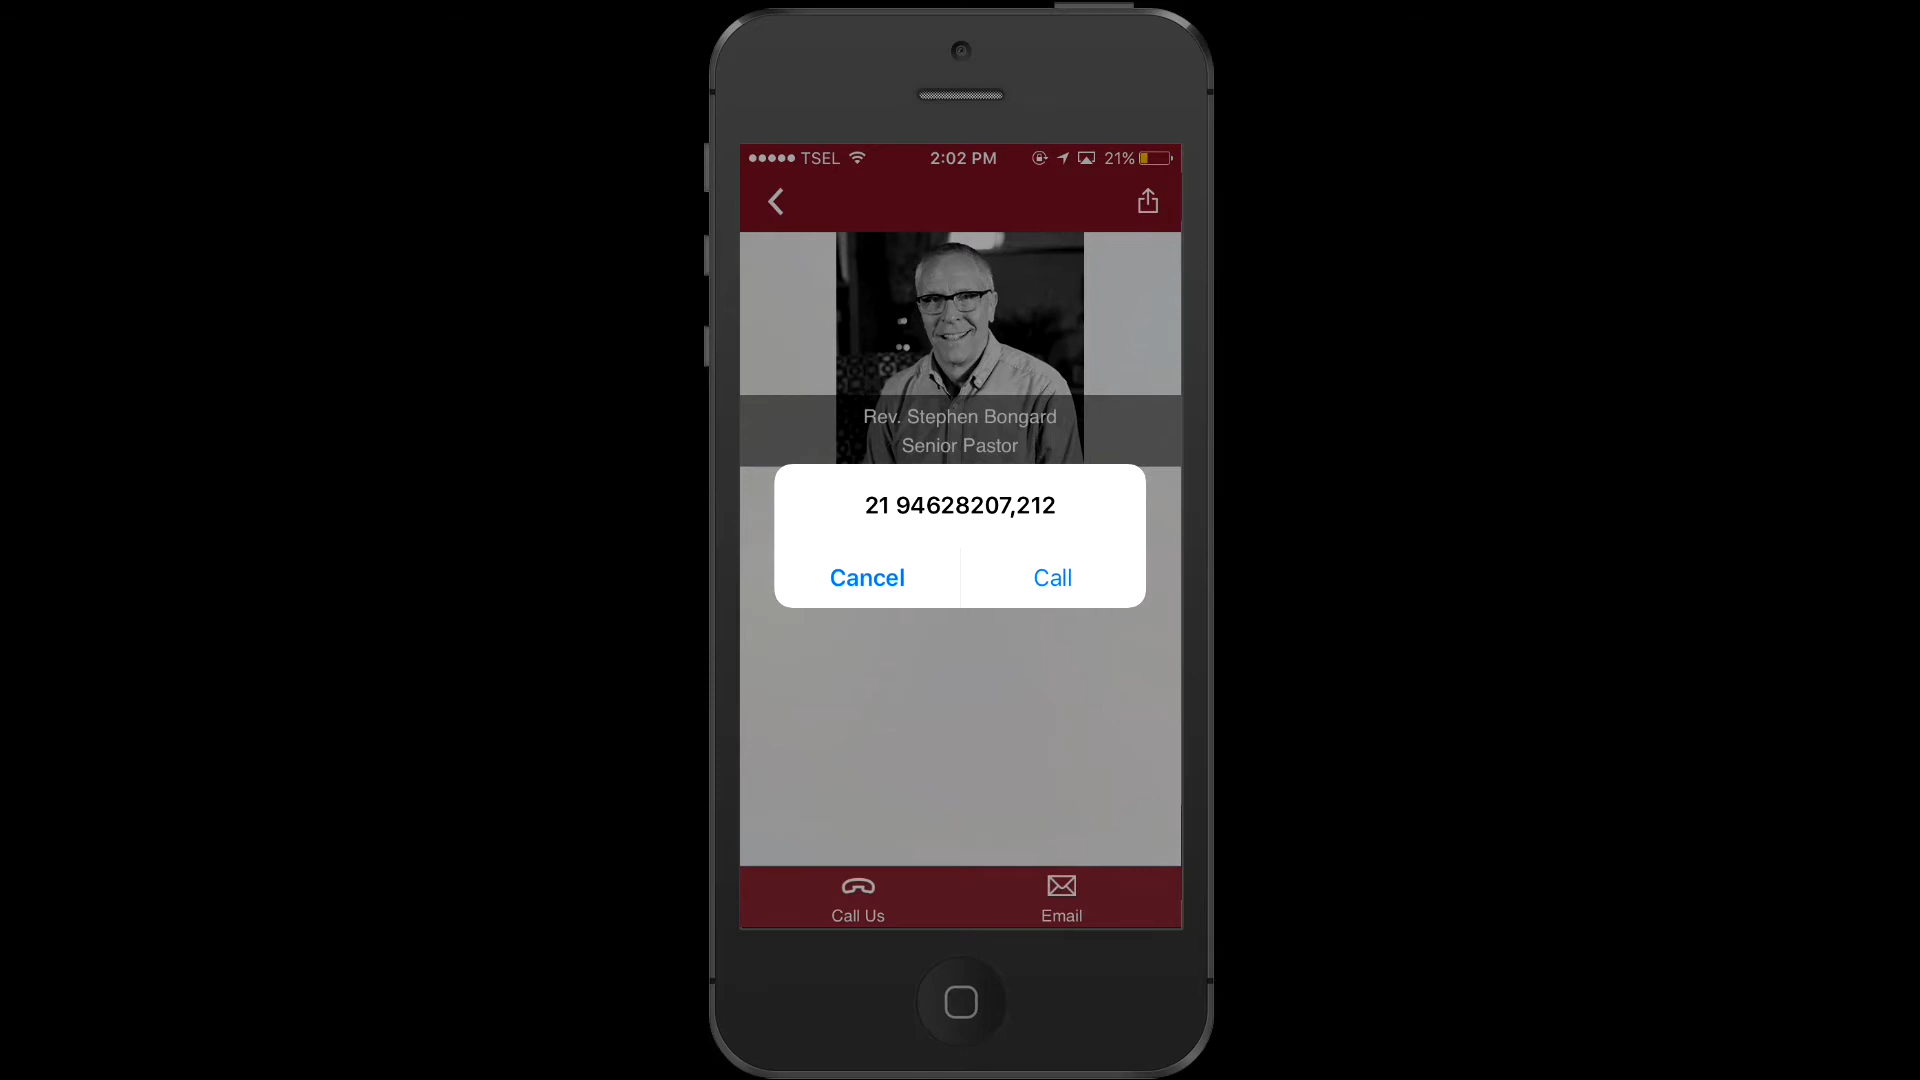 TSEL 2:02 PM 21%
Rev. Stephen Bongard
Senior Pastor
21 94628207,212
Cancel Call
Call Us Email